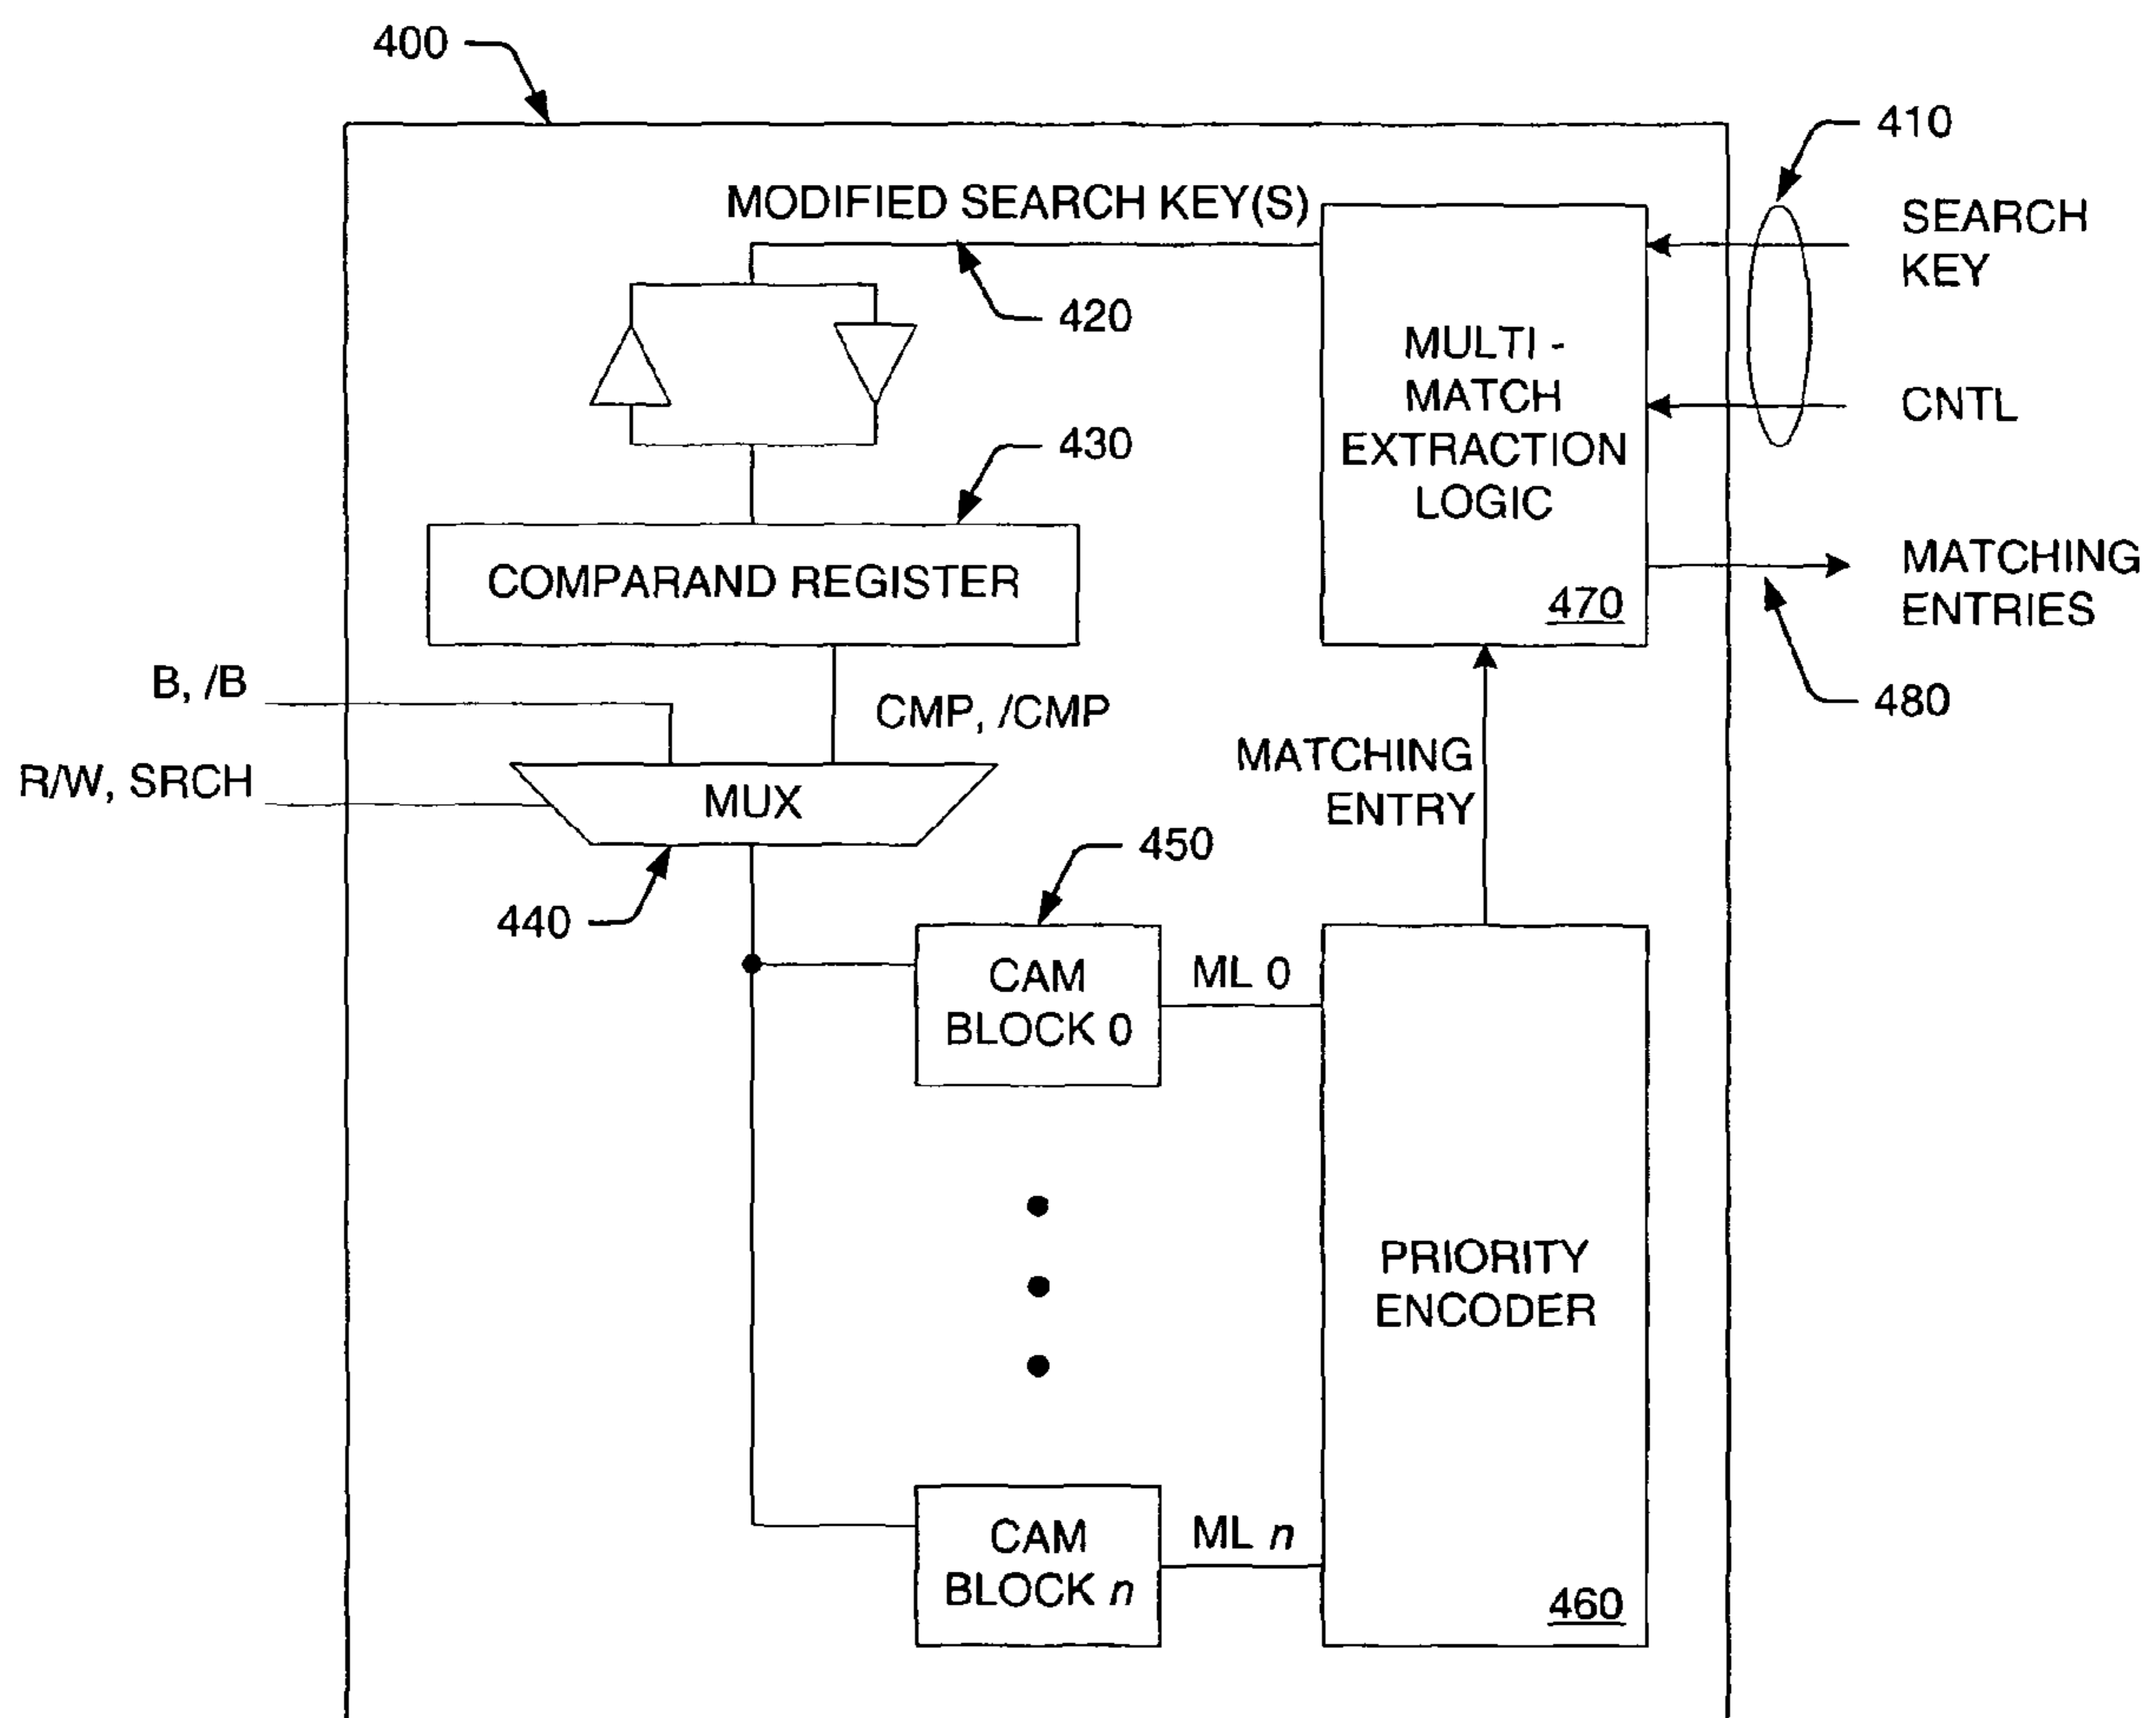 400
410
MODIFIED SEARCH KEY(S)
SEARCH
KEY
420
MULTI -
MATCH
EXTRACTION
LOGIC
470
CNTL
430
COMPARAND REGISTER
MATCHING
ENTRIES
480
B, /B
CMP, /CMP
R/W, SRCH
MUX
MATCHING
ENTRY
440
450
CAM
BLOCK 0
ML 0
PRIORITY
ENCODER
CAM
BLOCK n
ML n
460